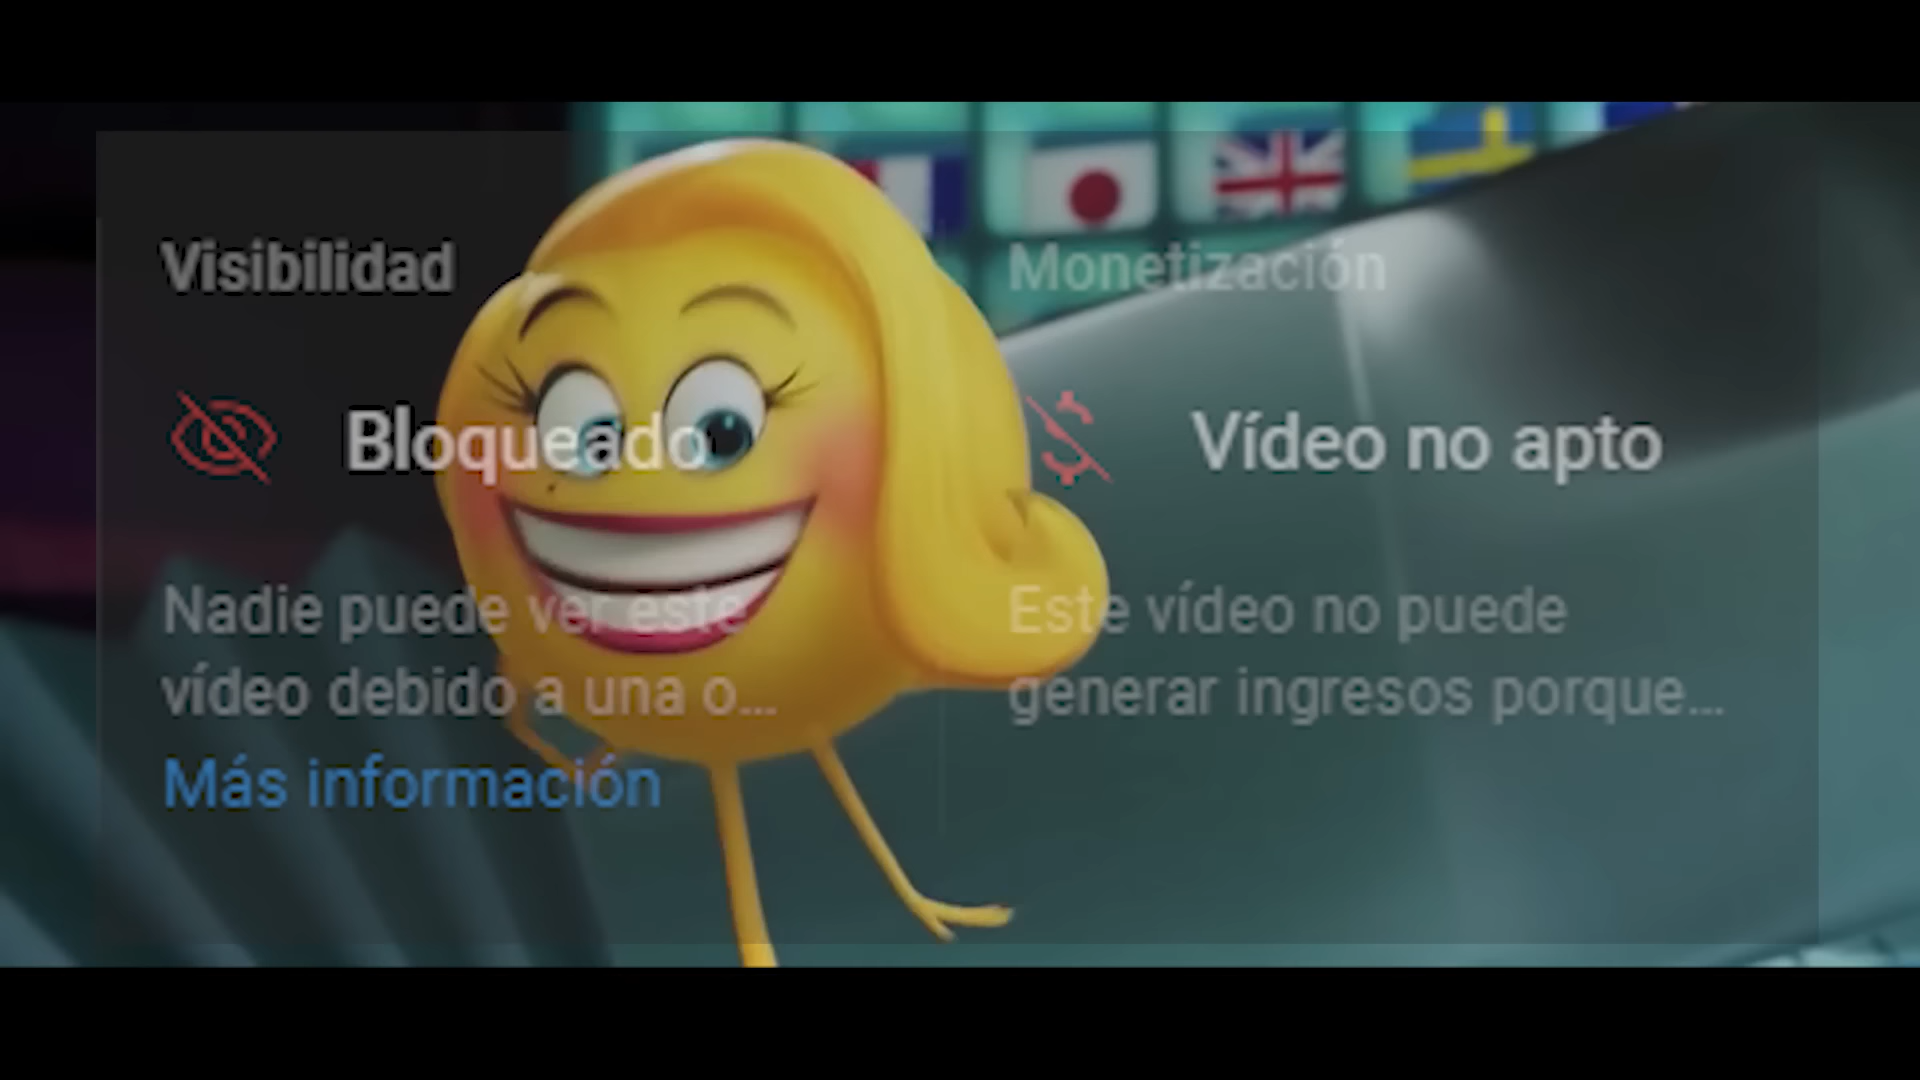 Visibilidad
Monetización
Bloqueado
Vídeo no apto
Nadie puede ver este
vídeo debido a una o...
Más información
Este vídeo no puede
generar ingresos porque...